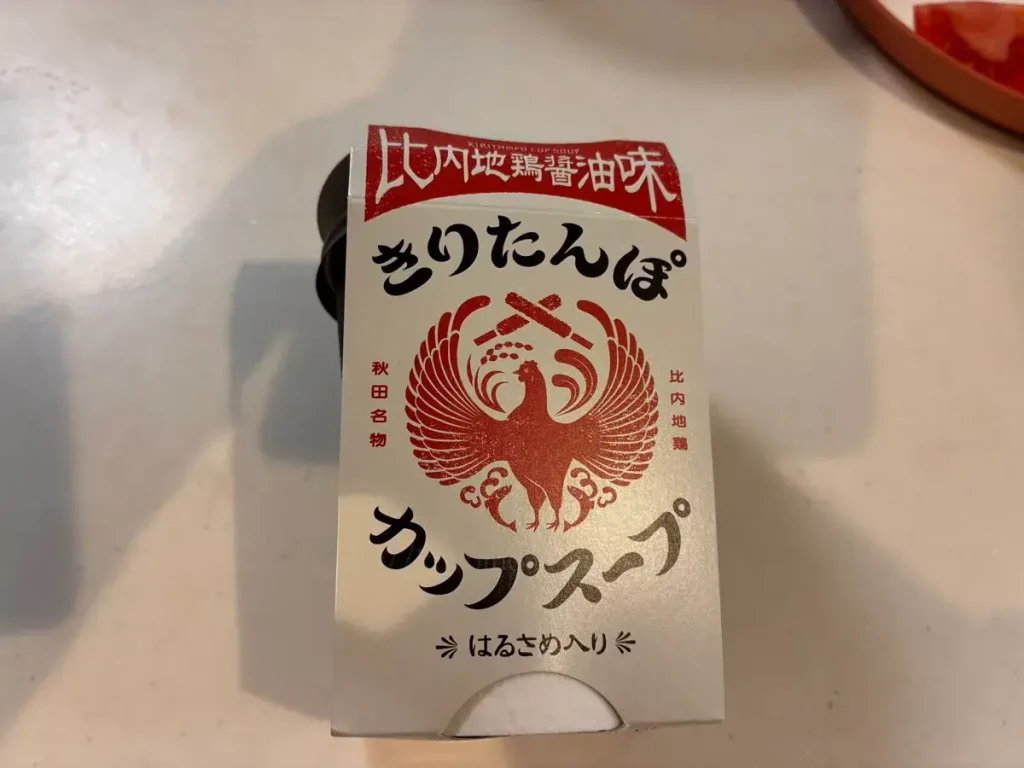 KIRITAMPO CUP SOUP
比内地鶏醤油味
きりたんぽ
秋田名物
比内地鶏
カップスープ
はるさめ入り